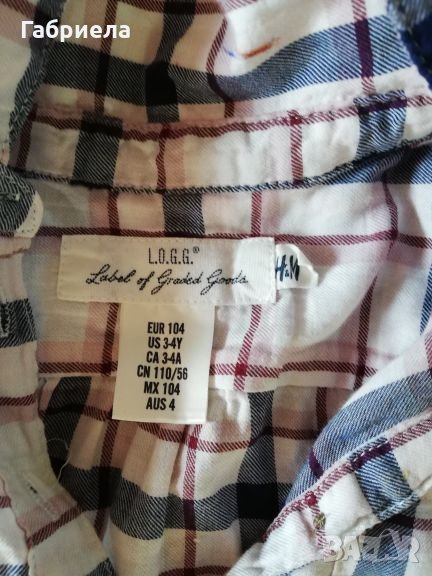 Габриела
L.O.G.G.®
Label of Graded Goods
H&M
EUR 104
US 3-4Y
CA 3-4A
CN 110/56
MX 104
AUS 4
BAZAR